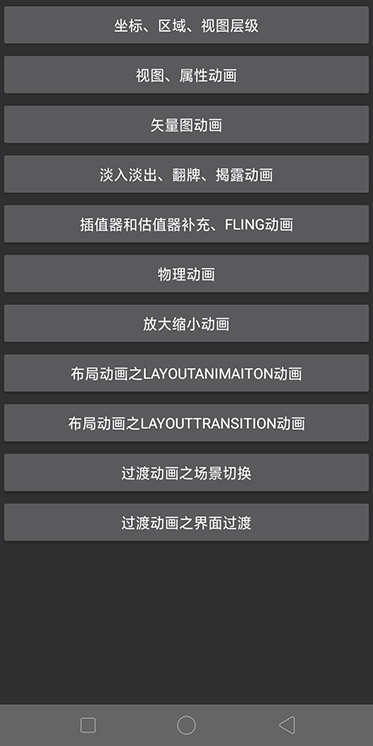 坐标、区域、视图层级
视图、属性动画
矢量图动画
淡入淡出、翻牌、揭露动画
插值器和估值器补充、FLING动画
物理动画
放大缩小动画
布局动画之LAYOUTANIMAITON动画
布局动画之LAYOUTTRANSITION动画
过渡动画之场景切换
过渡动画之界面过渡